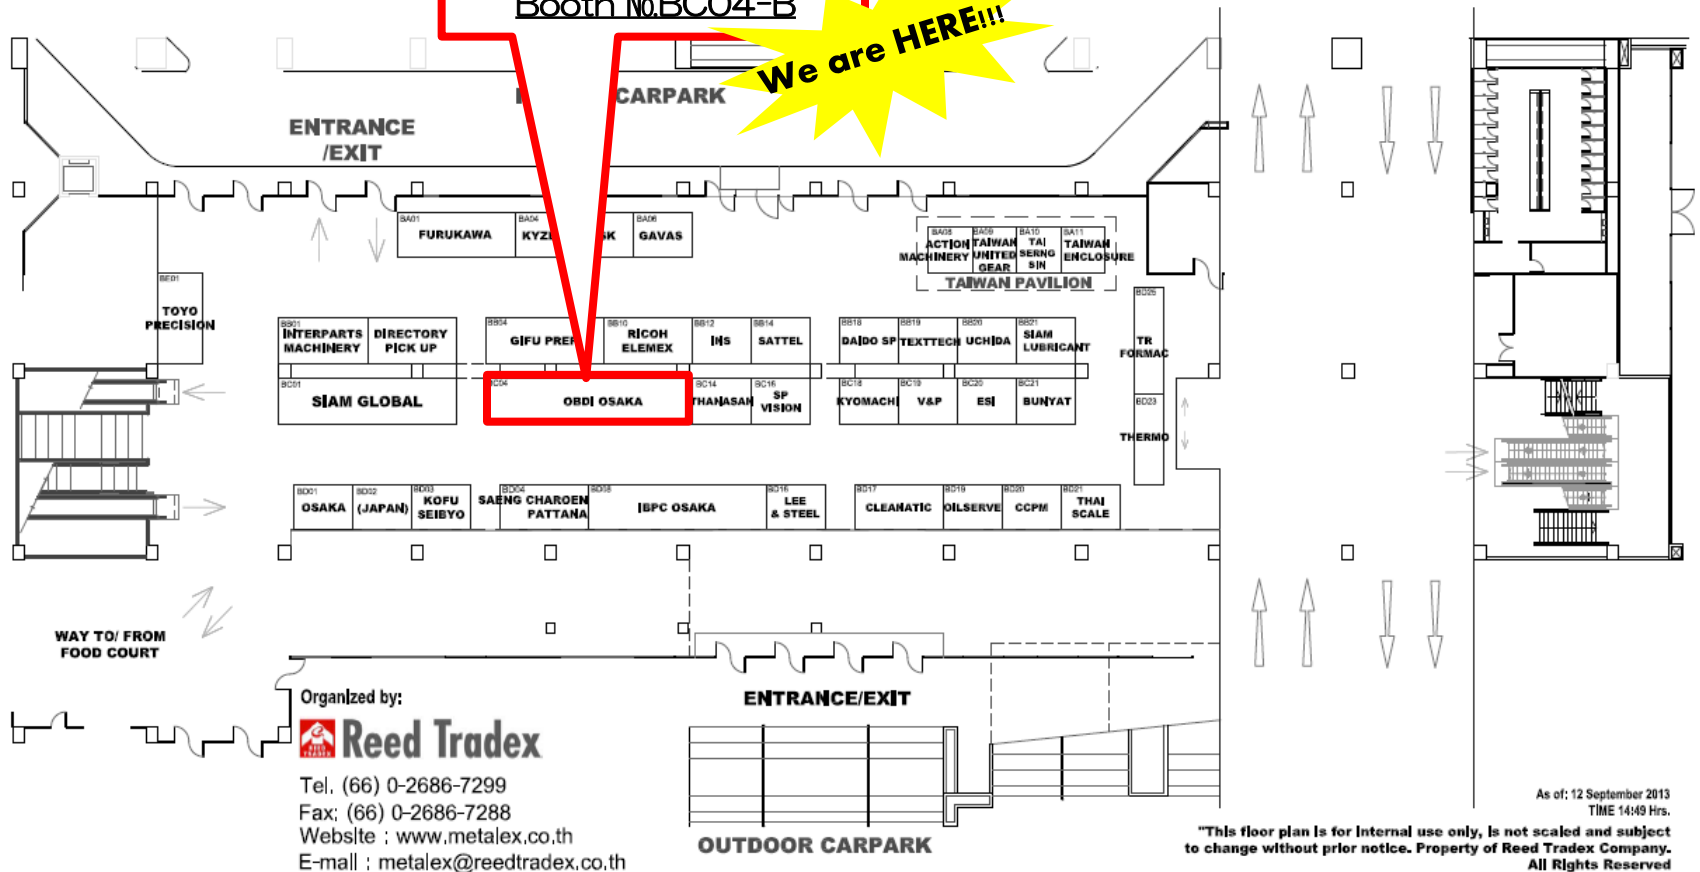 Booth No.BC04-B
We are HERE!!!
CARPARK
ENTRANCE
/EXIT
BA01
FURUKAWA
BA04
KYZE
SK
BA06
GAVAS
BA08
ACTION
MACHINERY
BA09
TAIWAN
UNITED
GEAR
BA10
TAI
SERNG
SIN
BA11
TAIWAN
ENCLOSURE
TAIWAN PAVILION
BE01
TOYO
PRECISION
BB01
INTERPARTS
MACHINERY
DIRECTORY
PICK UP
BB04
GIFU PREF
BB10
RICOH
ELEMEX
BB12
INS
BB14
SATTEL
BB18
DAIDO SP
BB19
TEXTTECH
BB20
UCHIDA
BB21
SIAM
LUBRICANT
BD25
TR
FORMAC
BC01
SIAM GLOBAL
BC04
OBDI OSAKA
BC14
THANASAN
BC16
SP
VISION
BC18
KYOMACHI
BC19
V&P
BC20
ESI
BC21
BUNYAT
BD23
THERMO
BD01
OSAKA
BD02
(JAPAN)
BD03
KOFU
SEIBYO
BD04
SAENG CHAROEN
PATTANA
BD08
IBPC OSAKA
BD16
LEE
& STEEL
BD17
CLEANATIC
BD19
OILSERVE
BD20
CCPM
BD21
THAI
SCALE
WAY TO/ FROM
FOOD COURT
ENTRANCE/EXIT
Organized by:
REED
TRADEX
Reed Tradex
Tel. (66) 0-2686-7299
Fax: (66) 0-2686-7288
Website : www.metalex.co.th
E-mail : metalex@reedtradex.co.th
OUTDOOR CARPARK
As of: 12 September 2013
TIME 14:49 Hrs.
"This floor plan is for internal use only, is not scaled and subject
to change without prior notice. Property of Reed Tradex Company.
All Rights Reserved